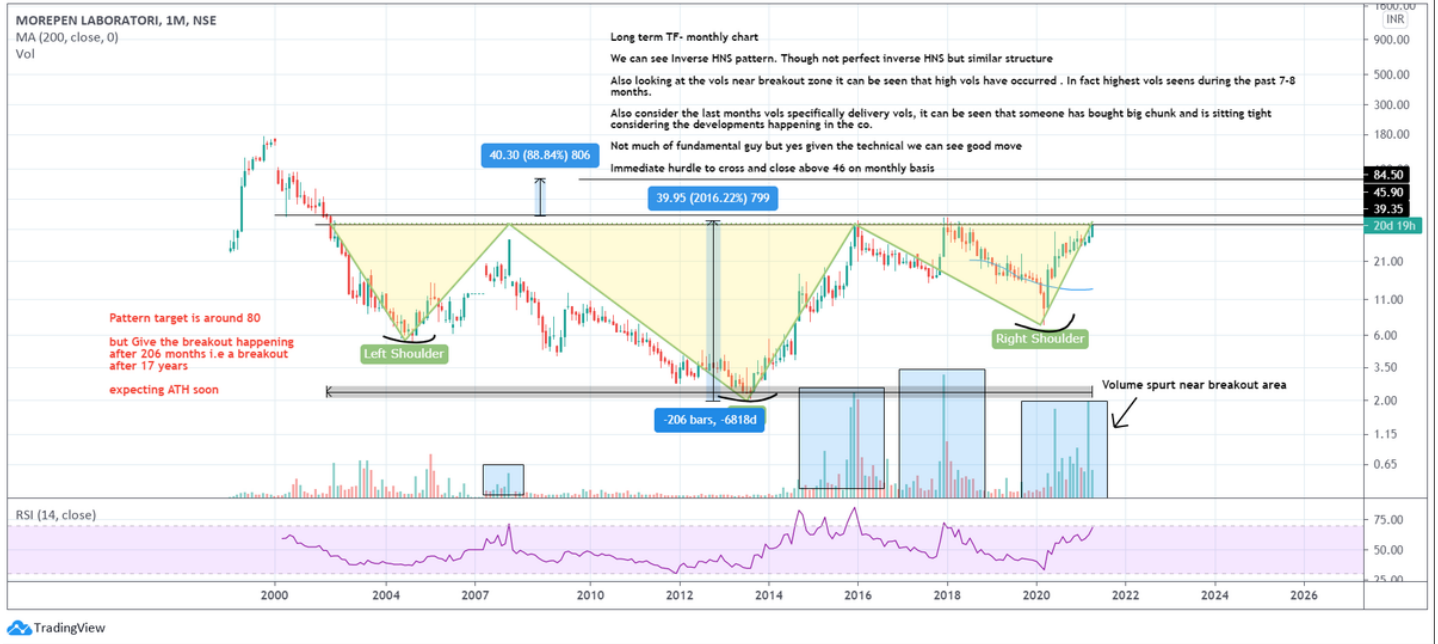 MOREPEN LABORATORI, 1M, NSE
MA (200, close, 0)
Vol
Long term TF- monthly chart
We can see Inverse HNS pattern. Though not perfect inverse HNS but similar structure
Also looking at the vols near breakout zone it can be seen that high vols have occurred . In fact highest vols seens during the past 7-8
months.
Also consider the last months vols specifically delivery vols, it can be seen that someone has bought big chunk and is sitting tight
considering the developments happening in the co.
Not much of fundamental guy but yes given the technical we can see good move
Immediate hurdle to cross and close above 46 on monthly basis
40.30 (88.84%) 806
39.95 (2016.22%) 799
1600.00
INR
900.00
500.00
300.00
180.00
84.50
45.90
39.35
20d 19h
21.00
11.00
6.00
3.50
2.00
1.15
0.65
Pattern target is around 80
but Give the breakout happening
after 206 months i.e a breakout
after 17 years
expecting ATH soon
Left Shoulder
Right Shoulder
-206 bars, -6818d
Volume spurt near breakout area
RSI (14, close)
75.00
50.00
25.00
2000
2004
2007
2010
2012
2014
2016
2018
2020
2022
2024
2026
TradingView